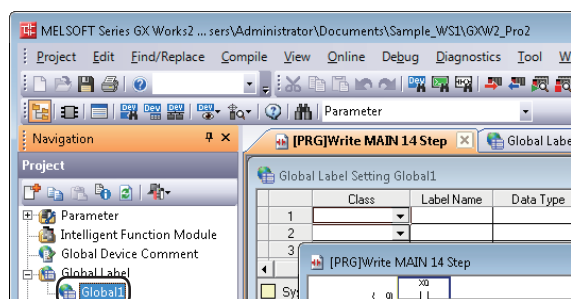 MELSOFT Series GX Works2 ... sers\Administrator\Documents\Sample_WS1\GXW2_Pro2
Project Edit Find/Replace Compile View Online Debug Diagnostics Tool W
Parameter
Navigation
[PRG]Write MAIN 14 Step
Global Labe
Project
Global Label Setting Global1
Class Label Name Data Type
1
2
3
Parameter
Intelligent Function Module
Global Device Comment
Global Label
Global1
[PRG]Write MAIN 14 Step
X0
Sy